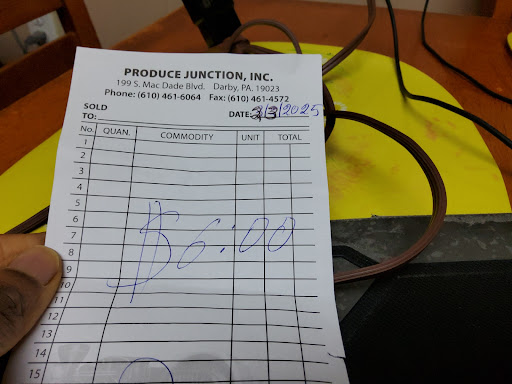 PRODUCE JUNCTION, INC.
199 S. Mac Dade Blvd. Darby, PA. 19023
Phone: (610) 461-6064 Fax: (610) 461-4572
SOLD
TO: DATE: /2025
No. QUAN. COMMODITY UNIT TOTAL
1
2
3
4
5
6
7
$6:00
8
9
10
11
12
13
14
15